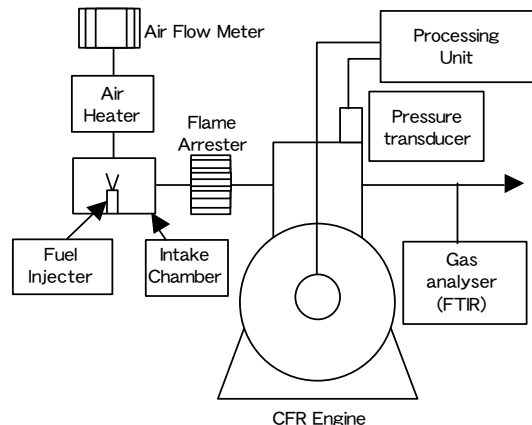 Air Flow Meter
Processing
Unit
Air
Heater
Flame
Arrester
Pressure
transducer
Fuel
Injecter
Intake
Chamber
Gas
analyser
(FTIR)
CFR Engine